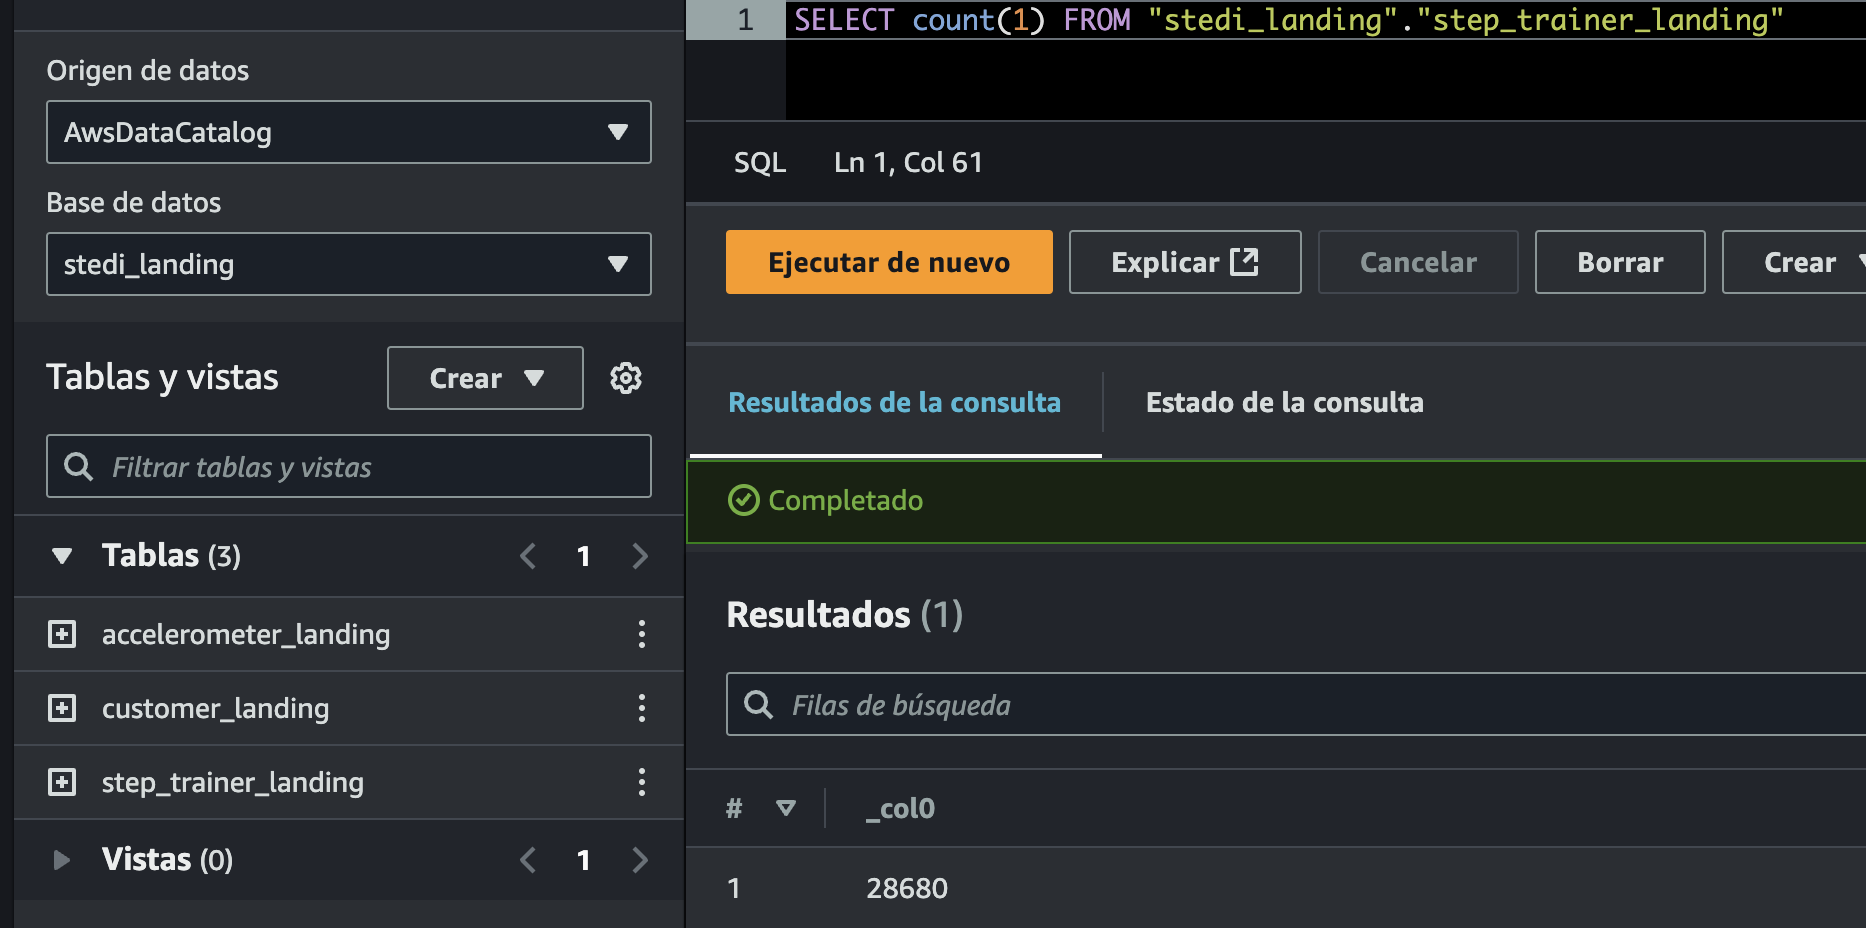 Origen de datos
AwsDataCatalog
Base de datos
stedi_landing
Tablas y vistas
Crear
Filtrar tablas y vistas
Tablas (3)
1
accelerometer_landing
customer_landing
step_trainer_landing
Vistas (0)
1
1
SELECT count(1) FROM "stedi_landing"."step_trainer_landing"
SQL Ln 1, Col 61
Ejecutar de nuevo
Explicar
Cancelar
Borrar
Crear
Resultados de la consulta
Estado de la consulta
Completado
Resultados (1)
Filas de búsqueda
# _col0
1 28680